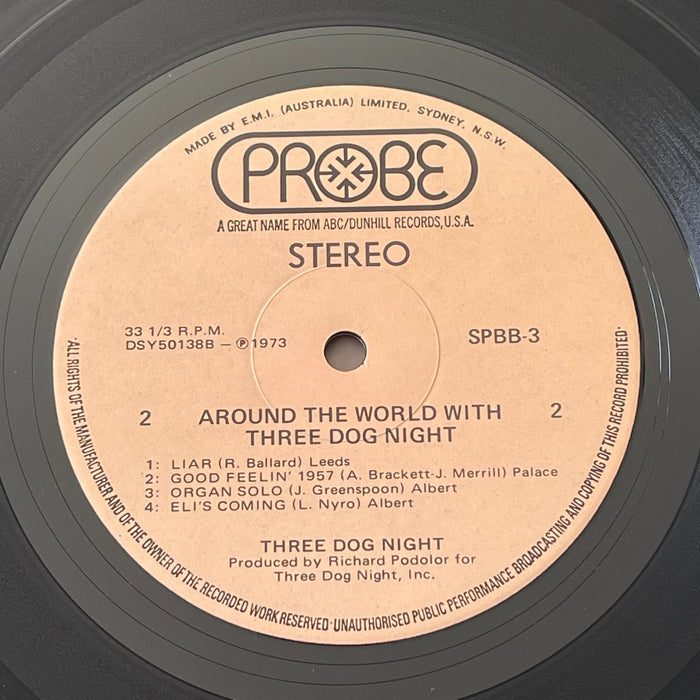 MADE BY E.M.I. (AUSTRALIA) LIMITED, SYDNEY, N.S.W.
PROBE
A GREAT NAME FROM ABC/DUNHILL RECORDS, U.S.A.
STEREO
33 1/3 R.P.M.
DSY50138B – ℗1973
SPBB-3
2 AROUND THE WORLD WITH 2
THREE DOG NIGHT
1: LIAR (R. Ballard) Leeds
2: GOOD FEELIN' 1957 (A. Brackett-J. Merrill) Palace
3: ORGAN SOLO (J. Greenspoon) Albert
4: ELI'S COMING (L. Nyro) Albert
THREE DOG NIGHT
Produced by Richard Podolor for
Three Dog Night, Inc.
·ALL RIGHTS OF THE MANUFACTURER AND OF THE OWNER OF THE RECORDED WORK RESERVED·UNAUTHORISED PUBLIC PERFORMANCE BROADCASTING AND COPYING OF THIS RECORD PROHIBITED·